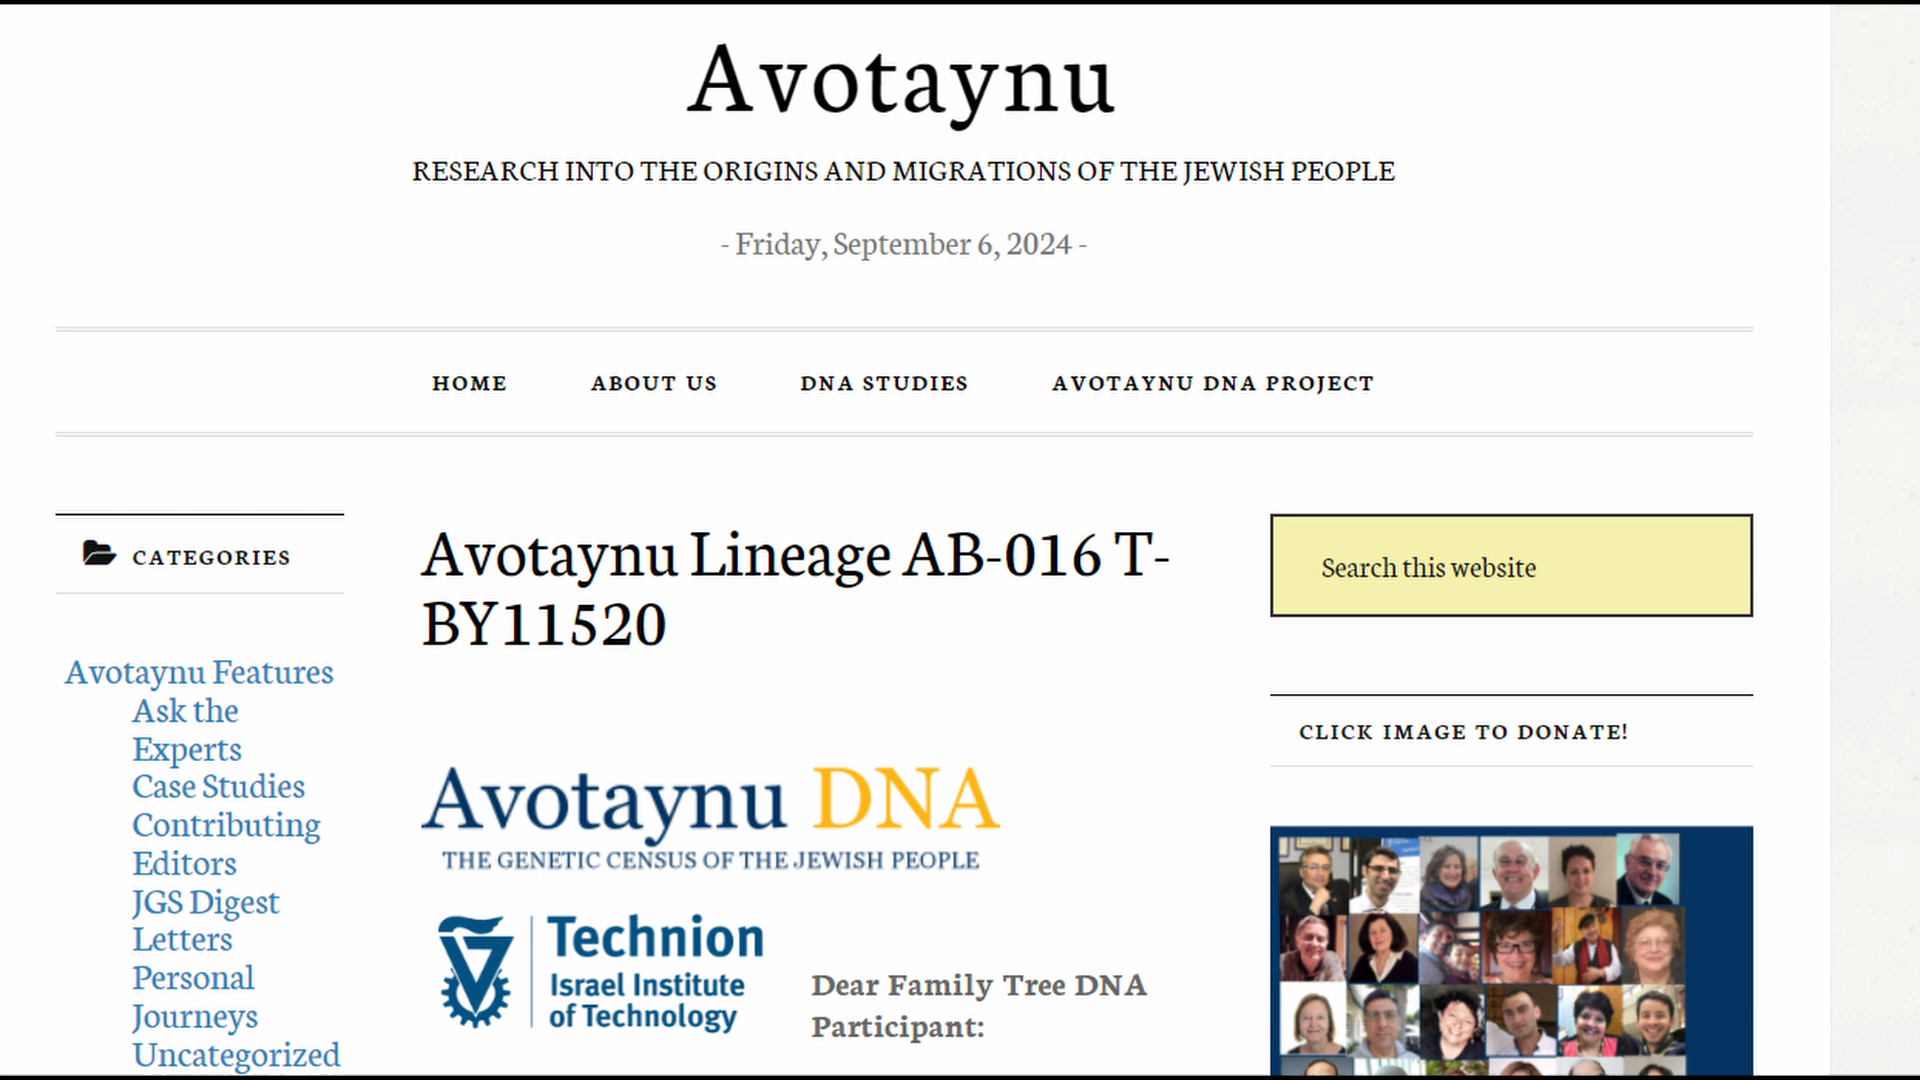 Avotaynu
RESEARCH INTO THE ORIGINS AND MIGRATIONS OF THE JEWISH PEOPLE
- Friday, September 6, 2024 -
HOME ABOUT US DNA STUDIES AVOTAYNU DNA PROJECT
CATEGORIES
Avotaynu Features
Ask the
Experts
Case Studies
Contributing
Editors
JGS Digest
Letters
Personal
Journeys
Uncategorized
Avotaynu Lineage AB-016 T-
BY11520
Avotaynu DNA
THE GENETIC CENSUS OF THE JEWISH PEOPLE
Technion
Israel Institute
of Technology
Dear Family Tree DNA
Participant:
Search this website
CLICK IMAGE TO DONATE!